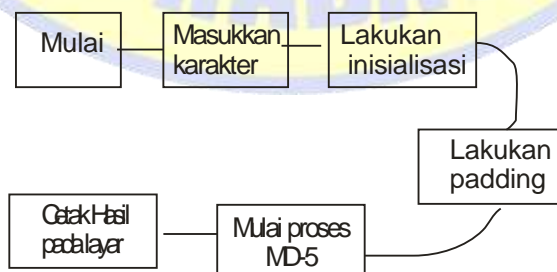 Mulai
Masukkan
karakter
Lakukan
inisialisasi
Lakukan
padding
Mulai proses
MD-5
Cetak Hasil
pada layar